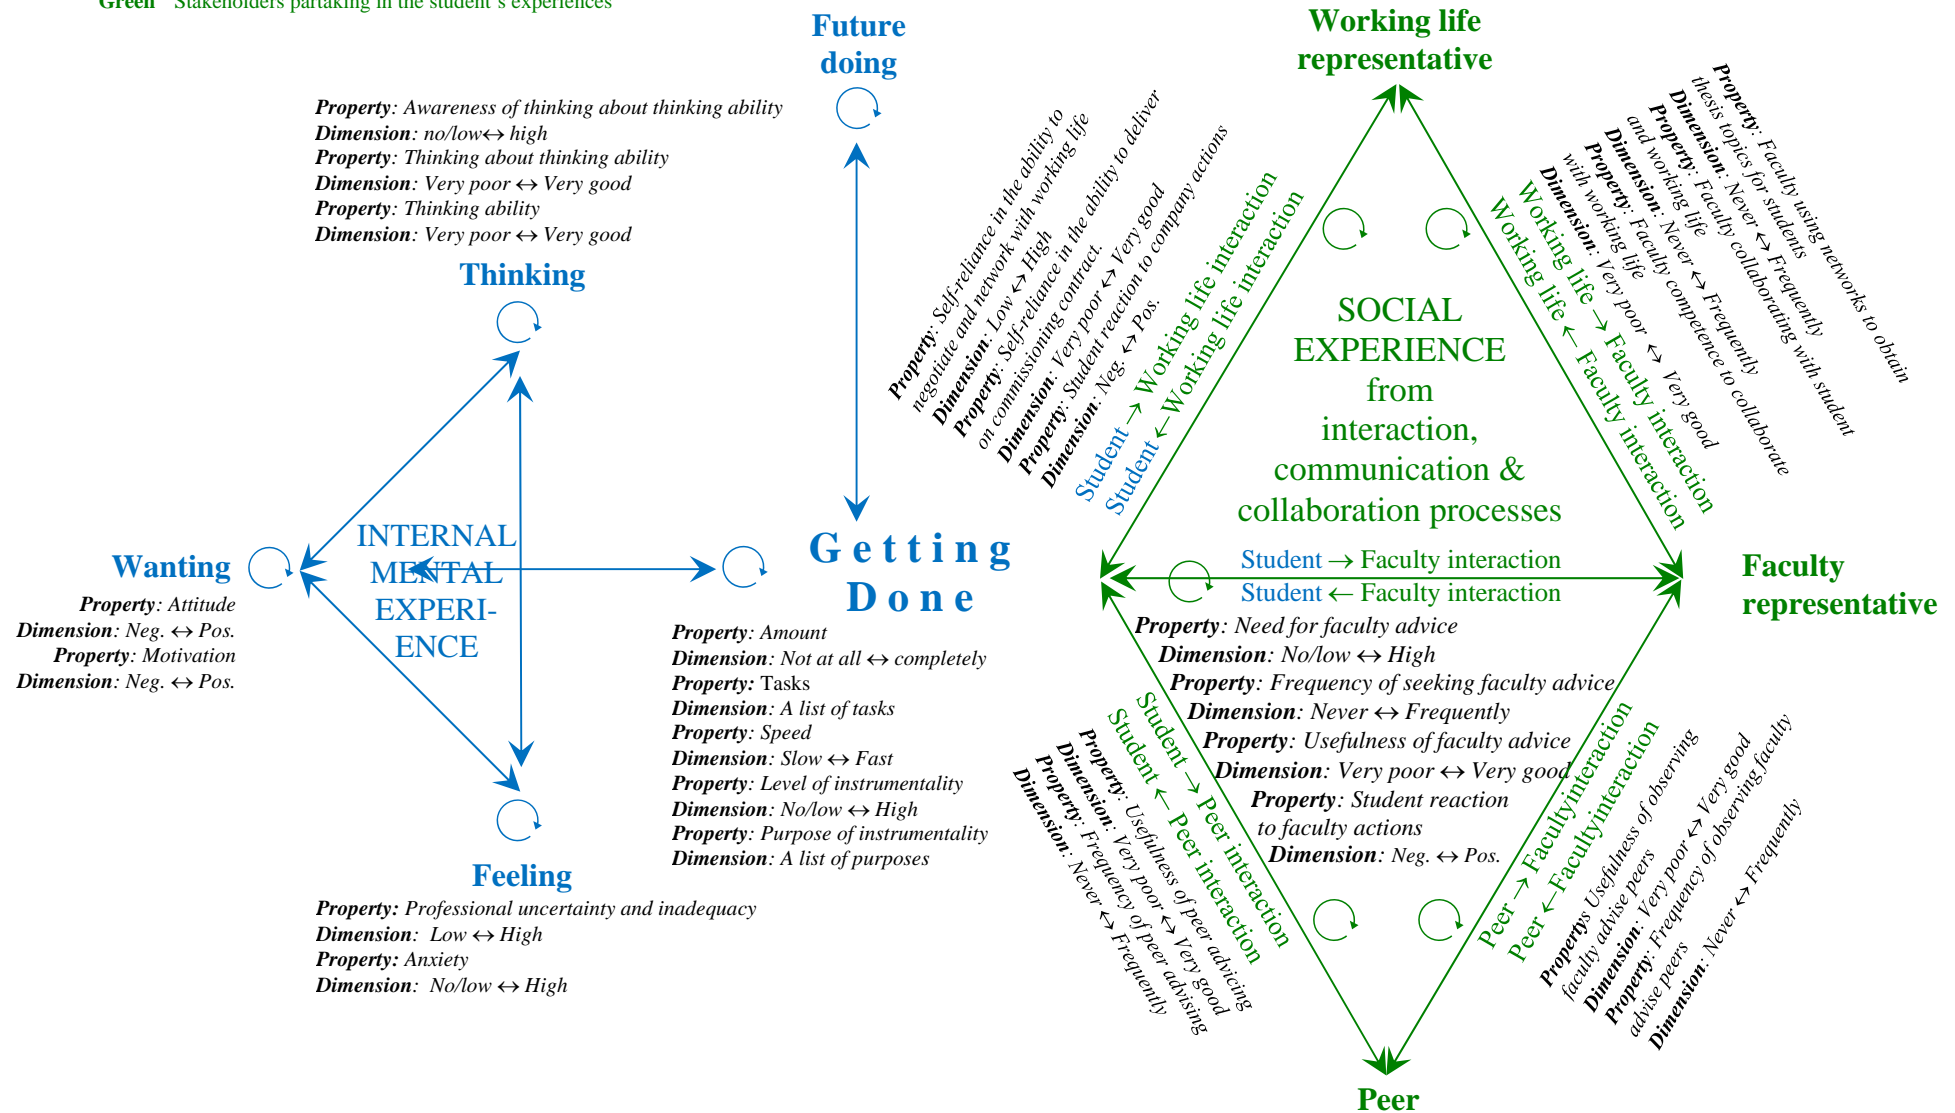 Green Stakeholders partaking in the student's experiences
Future
doing
Property: Awareness of thinking about thinking ability
Dimension: no/low↔ high
Property: Thinking about thinking ability
Dimension: Very poor ↔ Very good
Property: Thinking ability
Dimension: Very poor ↔ Very good
Thinking
INTERNAL
MENTAL
EXPERI-
ENCE
Wanting
Property: Attitude
Dimension: Neg. ↔ Pos.
Property: Motivation
Dimension: Neg. ↔ Pos.
Getting
Done
Property: Amount
Dimension: Not at all ↔ completely
Property: Tasks
Dimension: A list of tasks
Property: Speed
Dimension: Slow ↔ Fast
Property: Level of instrumentality
Dimension: No/low ↔ High
Property: Purpose of instrumentality
Dimension: A list of purposes
Feeling
Property: Professional uncertainty and inadequacy
Dimension: Low ↔ High
Property: Anxiety
Dimension: No/low ↔ High
Working life
representative
Property: Self-reliance in the ability to
negotiate and network with working life
Dimension: Low ↔ High
Property: Self-reliance in the ability to deliver
on commissioning contract.
Dimension: Very poor ↔ Very good
Property: Student reaction to company actions
Dimension: Neg. ↔ Pos.
Student → Working life interaction
Student ← Working life interaction
Property: Faculty using networks to obtain
thesis topics for students
Dimension: Never ↔ Frequently
Property: Faculty collaborating with student
and working life
Dimension: Never ↔ Frequently
Property: Faculty competence to collaborate
with working life
Dimension: Very poor ↔ Very good
Working life → Faculty interaction
Working life ← Faculty interaction
SOCIAL
EXPERIENCE
from
interaction,
communication &
collaboration processes
Student → Faculty interaction
Student ← Faculty interaction
Faculty
representative
Property: Need for faculty advice
Dimension: No/low ↔ High
Property: Frequency of seeking faculty advice
Dimension: Never ↔ Frequently
Property: Usefulness of faculty advice
Dimension: Very poor ↔ Very good
Property: Student reaction
to faculty actions
Dimension: Neg. ↔ Pos.
Student → Peer interaction
Student ← Peer interaction
Property: Usefulness of peer advicing
Dimension: Very poor ↔ Very good
Property: Frequency of peer advising
Dimension: Never ↔ Frequently
Peer → Facultyinteraction
Peer ←Facultyinteraction
Propertys Usefulness of observing
faculty advise peers
Dimension: Very poor ↔ Very good
Property: Frequency of observing faculty
advise peers
Dimension: Never ↔ Frequently
Peer